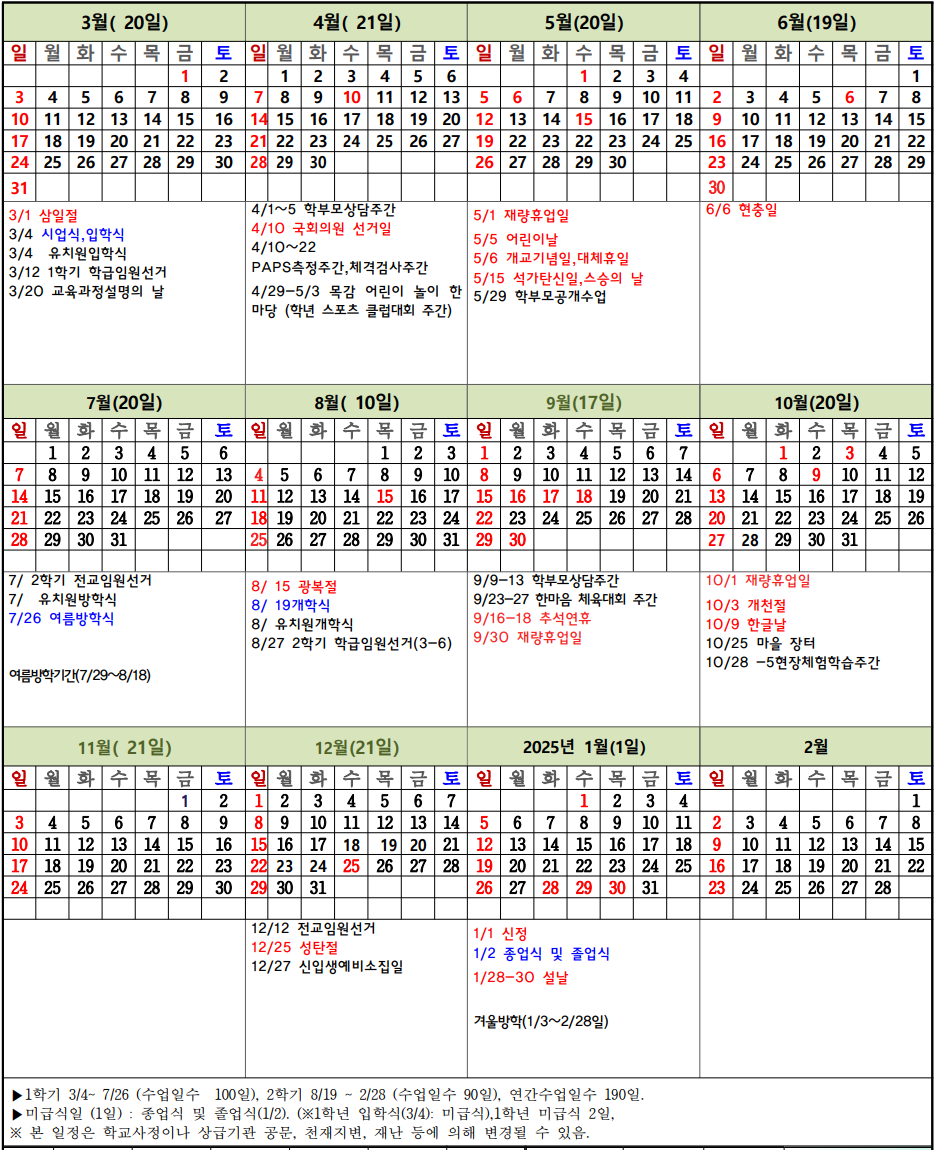 3월( 20일) 4월( 21일) 5월(20일) 6월(19일)
일 월 화 수 목 금 토 일 월 화 수 목 금 토 일 월 화 수 목 금 토 일 월 화 수 목 금 토
1 2 1 2 3 4 5 6 1 2 3 4 1
3 4 5 6 7 8 9 7 8 9 10 11 12 13 5 6 7 8 9 10 11 2 3 4 5 6 7 8
10 11 12 13 14 15 16 14 15 16 17 18 19 20 12 13 14 15 16 17 18 9 10 11 12 13 14 15
17 18 19 20 21 22 23 21 22 23 24 25 26 27 19 22 22 22 23 24 25 16 17 18 19 20 21 22
24 25 26 27 28 29 30 28 29 30 26 27 28 29 30 23 24 25 26 27 28 29
31 30
3/1 삼일절
3/4 시업식,입학식
3/4 유치원입학식
3/12 1학기 학급임원선거
3/20 교육과정설명의 날
4/1~5 학부모상담주간
4/10 국회의원 선거일
4/10~22
PAPS측정주간,체격검사주간
4/29-5/3 목감 어린이 놀이 한
마당 (학년 스포츠 클럽대회 주간)
5/1 재량휴업일
5/5 어린이날
5/6 개교기념일,대체휴일
5/15 석가탄신일,스승의 날
5/29 학부모공개수업
6/6 현충일
7월(20일) 8월( 10일) 9월(17일) 10월(20일)
일 월 화 수 목 금 토 일 월 화 수 목 금 토 일 월 화 수 목 금 토 일 월 화 수 목 금 토
1 2 3 4 5 6 1 2 3 1 2 3 4 5 6 7 1 2 3 4 5
7 8 9 10 11 12 13 4 5 6 7 8 9 10 8 9 10 11 12 13 14 6 7 8 9 10 11 12
14 15 16 17 18 19 20 11 12 13 14 15 16 17 15 16 17 18 19 20 21 13 14 15 16 17 18 19
21 22 23 24 25 26 27 18 19 20 21 22 23 24 22 23 24 25 26 27 28 20 21 22 23 24 25 26
28 29 30 31 25 26 27 28 29 30 31 29 30 27 28 29 30 31
7/ 2학기 전교임원선거
7/ 유치원방학식
7/26 여름방학식
여름방학기간(7/29~8/18)
8/ 15 광복절
8/ 19개학식
8/ 유치원개학식
8/27 2학기 학급임원선거(3-6)
9/9-13 학부모상담주간
9/23-27 한마음 체육대회 주간
9/16-18 추석연휴
9/30 재량휴업일
10/1 재량휴업일
10/3 개천절
10/9 한글날
10/25 마을 장터
10/28 -5현장체험학습주간
11월( 21일) 12월(21일) 2025년 1월(1일) 2월
일 월 화 수 목 금 토 일 월 화 수 목 금 토 일 월 화 수 목 금 토 일 월 화 수 목 금 토
1 2 1 2 3 4 5 6 7 1 2 3 4 1
3 4 5 6 7 8 9 8 9 10 11 12 13 14 5 6 7 8 9 10 11 2 3 4 5 6 7 8
10 11 12 13 14 15 16 15 16 17 18 19 20 21 12 13 14 15 16 17 18 9 10 11 12 13 14 15
17 18 19 20 21 22 23 22 23 24 25 26 27 28 19 20 21 22 23 24 25 16 17 18 19 20 21 22
24 25 26 27 28 29 30 29 30 31 26 27 28 29 30 31 23 24 25 26 27 28
12/12 전교임원선거
12/25 성탄절
12/27 신입생예비소집일
1/1 신정
1/2 종업식 및 졸업식
1/28-30 설날
겨울방학(1/3~2/28일)
▶1학기 3/4~ 7/26 (수업일수 100일), 2학기 8/19 ~ 2/28 (수업일수 90일), 연간수업일수 190일.
▶미급식일 (1일) : 종업식 및 졸업식(1/2). (※1학년 입학식(3/4): 미급식),1학년 미급식 2일,
※ 본 일정은 학교사정이나 상급기관 공문, 천재지변, 재난 등에 의해 변경될 수 있음.